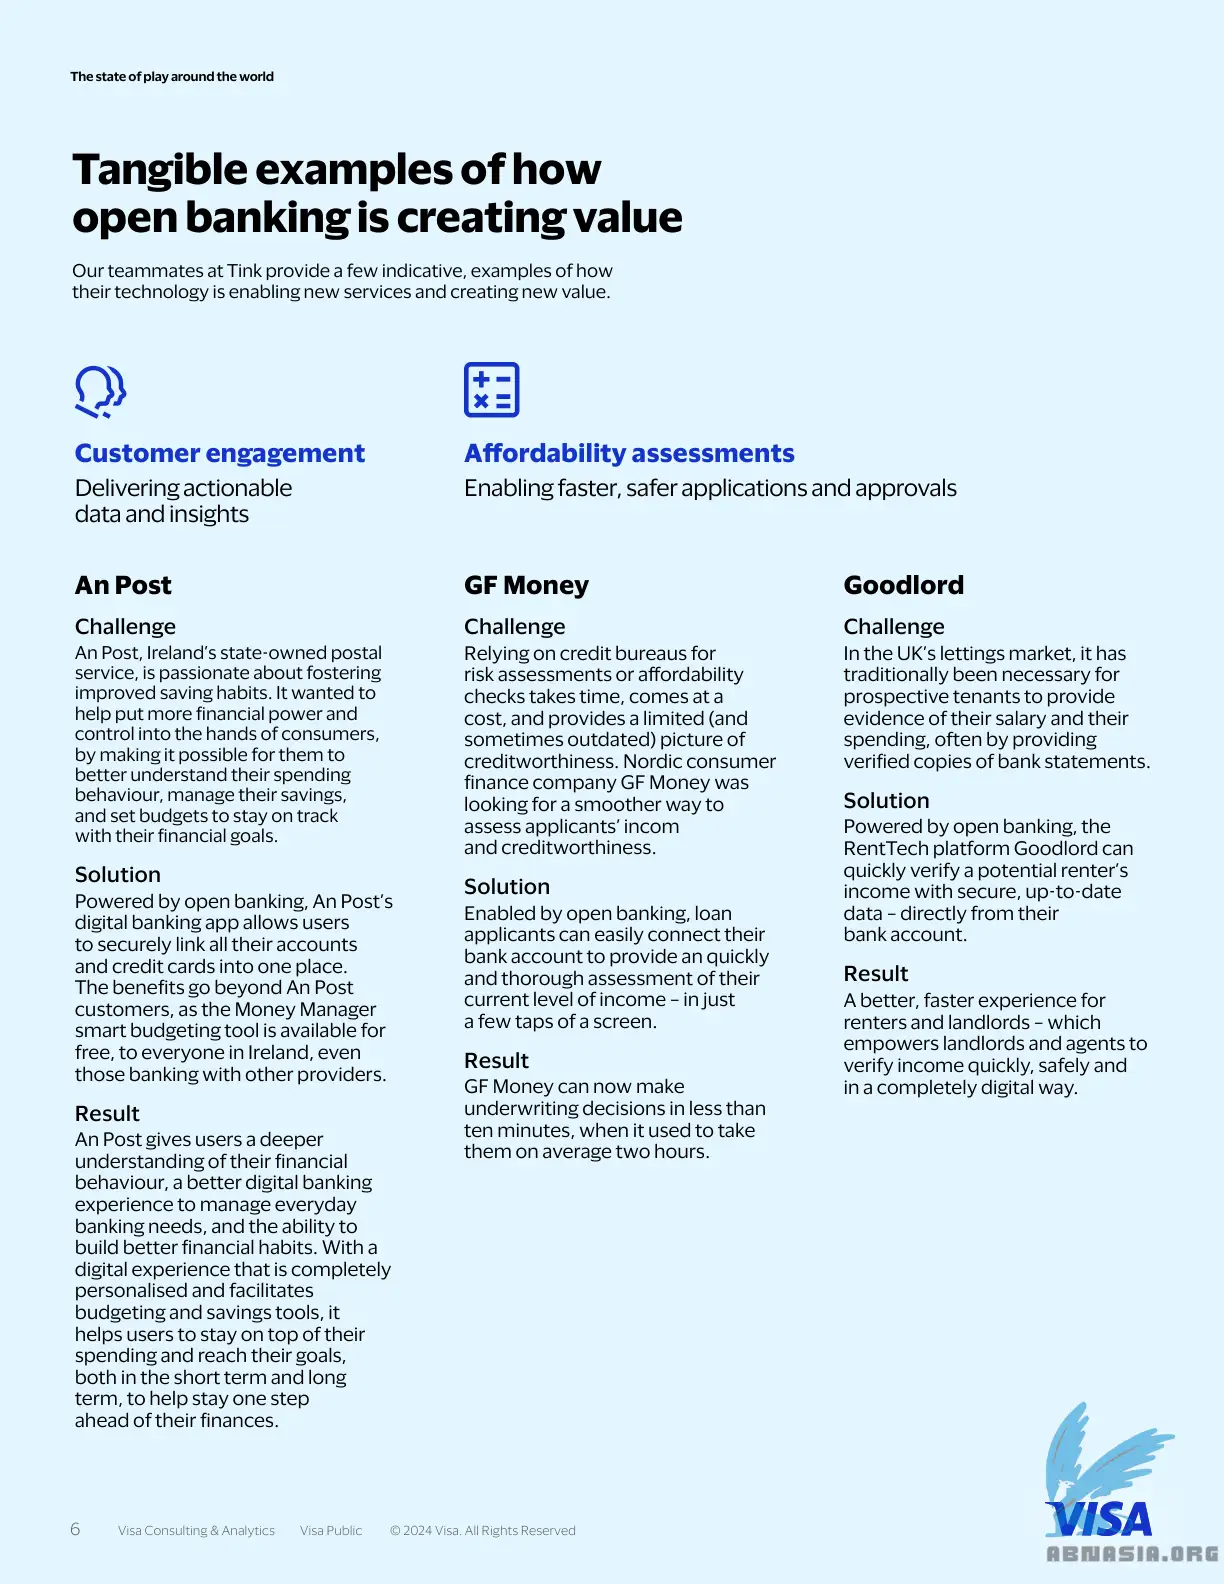 The state of play around the world
Tangible examples of how
open banking is creating value
Our teammates at Tink provide a few indicative, examples of how
their technology is enabling new services and creating new value.
Customer engagement
Delivering actionable
data and insights
Affordability assessments
Enabling faster, safer applications and approvals
An Post
Challenge
An Post, Ireland’s state-owned postal
service, is passionate about fostering
improved saving habits. It wanted to
help put more financial power and
control into the hands of consumers,
by making it possible for them to
better understand their spending
behaviour, manage their savings,
and set budgets to stay on track
with their financial goals.
Solution
Powered by open banking, An Post’s
digital banking app allows users
to securely link all their accounts
and credit cards into one place.
The benefits go beyond An Post
customers, as the Money Manager
smart budgeting tool is available for
free, to everyone in Ireland, even
those banking with other providers.
Result
An Post gives users a deeper
understanding of their financial
behaviour, a better digital banking
experience to manage everyday
banking needs, and the ability to
build better financial habits. With a
digital experience that is completely
personalised and facilitates
budgeting and savings tools, it
helps users to stay on top of their
spending and reach their goals,
both in the short term and long
term, to help stay one step
ahead of their finances.
GF Money
Challenge
Relying on credit bureaus for
risk assessments or affordability
checks takes time, comes at a
cost, and provides a limited (and
sometimes outdated) picture of
creditworthiness. Nordic consumer
finance company GF Money was
looking for a smoother way to
assess applicants’ incom
and creditworthiness.
Solution
Enabled by open banking, loan
applicants can easily connect their
bank account to provide an quickly
and thorough assessment of their
current level of income – in just
a few taps of a screen.
Result
GF Money can now make
underwriting decisions in less than
ten minutes, when it used to take
them on average two hours.
Goodlord
Challenge
In the UK’s lettings market, it has
traditionally been necessary for
prospective tenants to provide
evidence of their salary and their
spending, often by providing
verified copies of bank statements.
Solution
Powered by open banking, the
RentTech platform Goodlord can
quickly verify a potential renter’s
income with secure, up-to-date
data – directly from their
bank account.
Result
A better, faster experience for
renters and landlords – which
empowers landlords and agents to
verify income quickly, safely and
in a completely digital way.
6 Visa Consulting & Analytics Visa Public © 2024 Visa. All Rights Reserved
VISA
ABNASIA.ORG